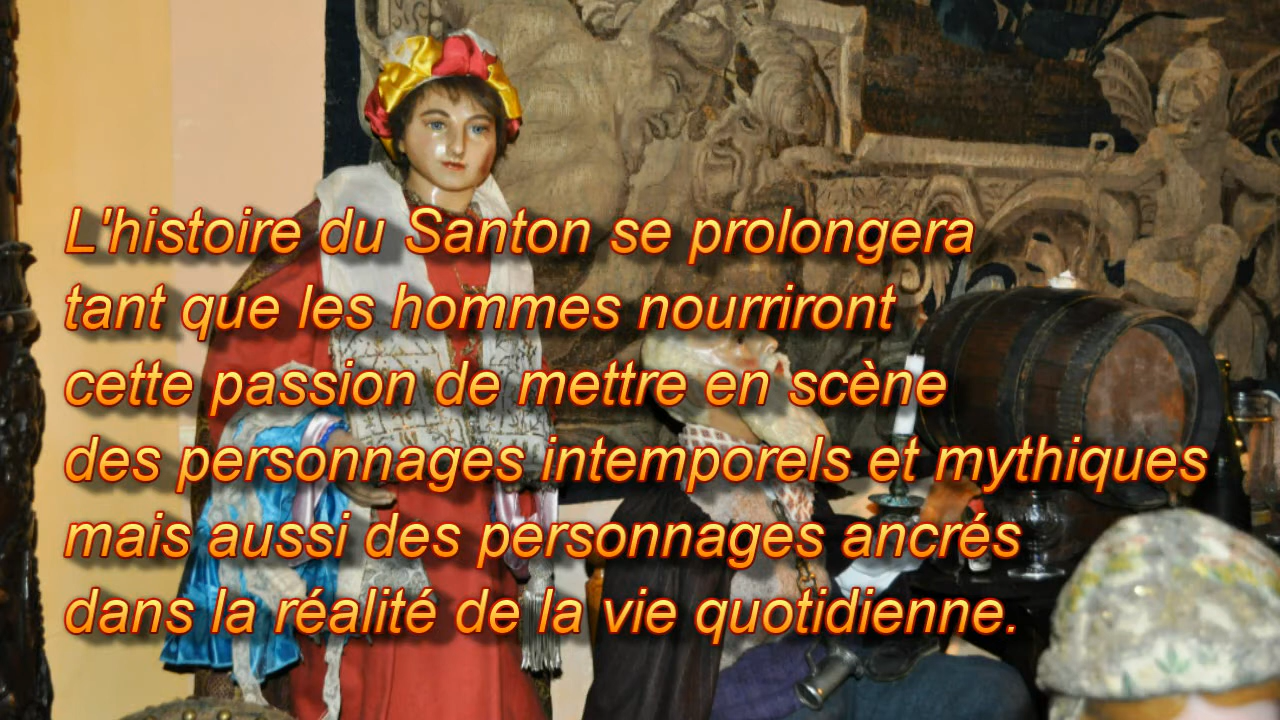 L'histoire du Santon se prolongera
tant que les hommes nourriront
cette passion de mettre en scène
des personnages intemporels et mythiques
mais aussi des personnages ancrés
dans la réalité de la vie quotidienne.